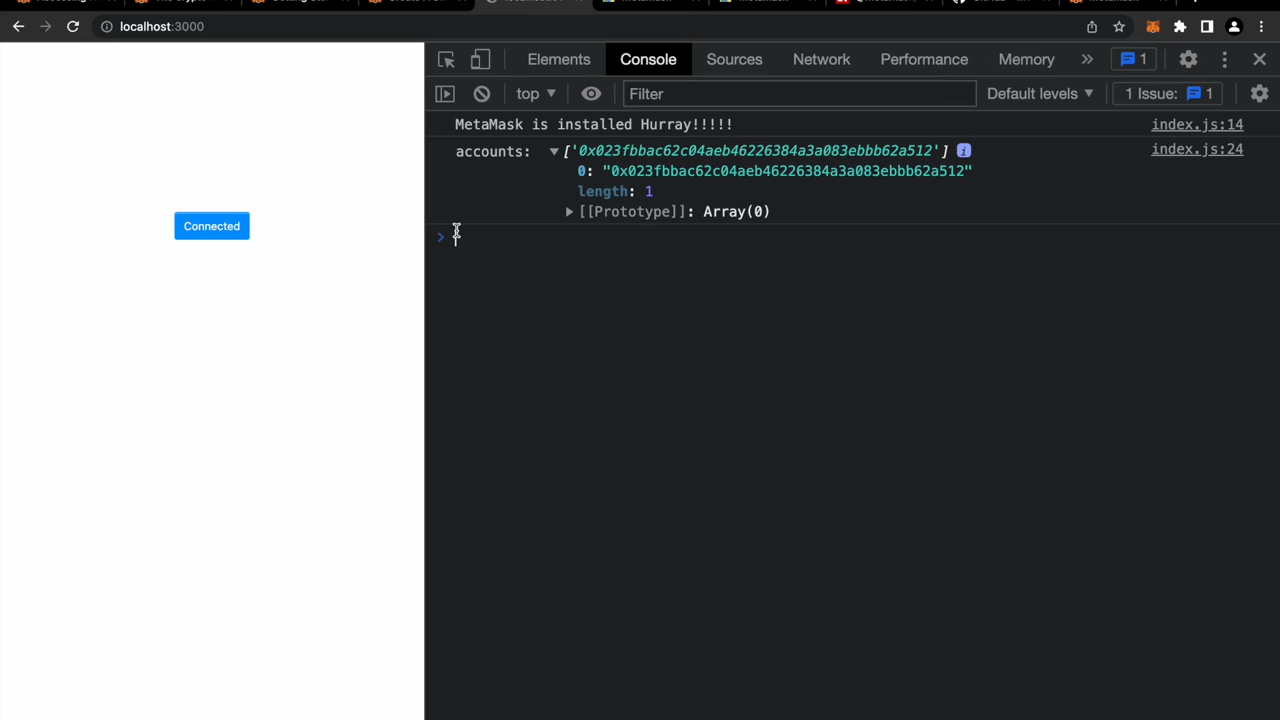 localhost:3000
Elements Console Sources Network Performance Memory » 1
top Filter Default levels 1 Issue: 1
MetaMask is installed Hurray!!!!! index.js:14
accounts: ['0x023fbbac62c04aeb46226384a3a083ebbb62a512'] i index.js:24
0: "0x023fbbac62c04aeb46226384a3a083ebbb62a512"
length: 1
[[Prototype]]: Array(0)
Connected
>